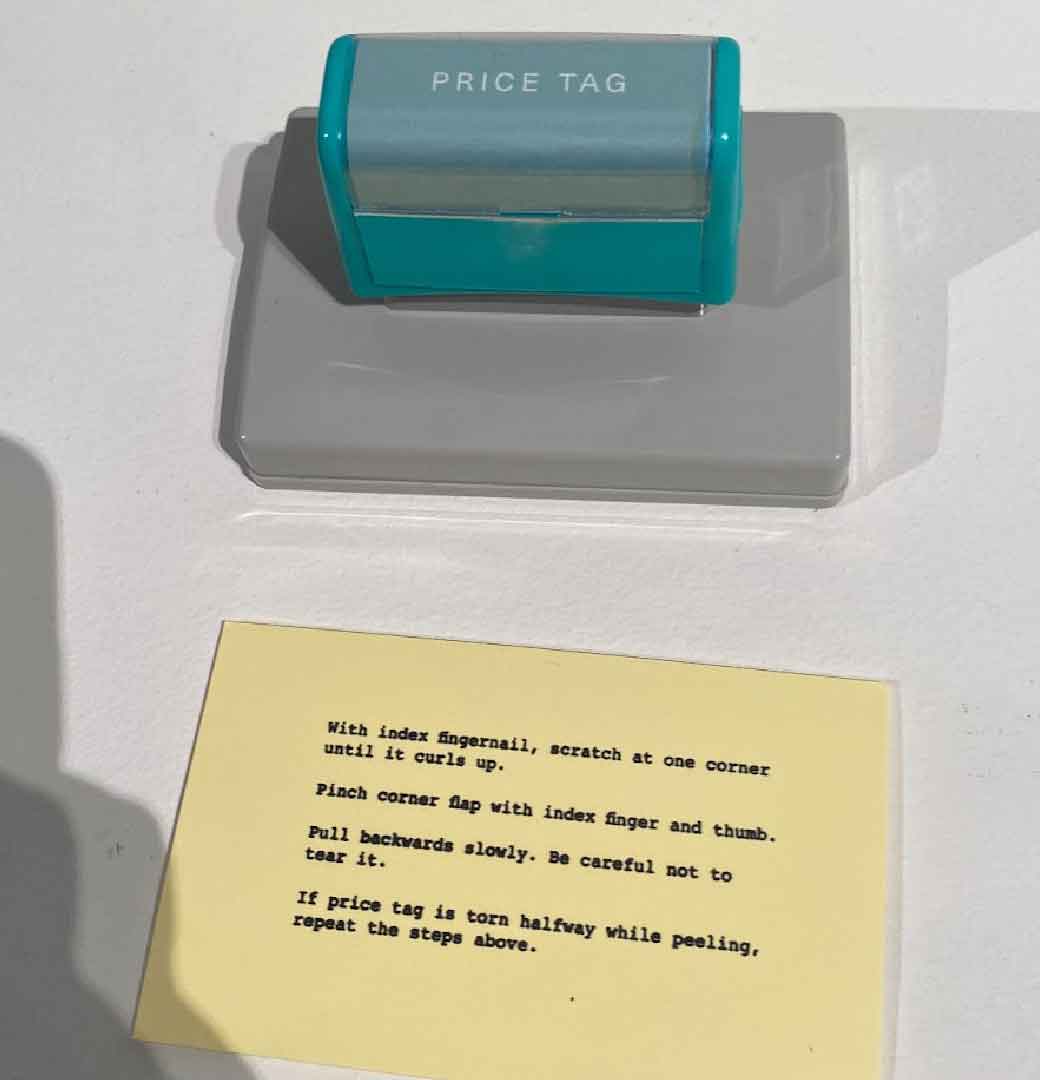 PRICE TAG
With index fingernail, scratch at one corner
until it curls up.
Pinch corner flap with index finger and thumb.
Pull backwards slowly. Be careful not to
tear it.
If price tag is torn halfway while peeling,
repeat the steps above.